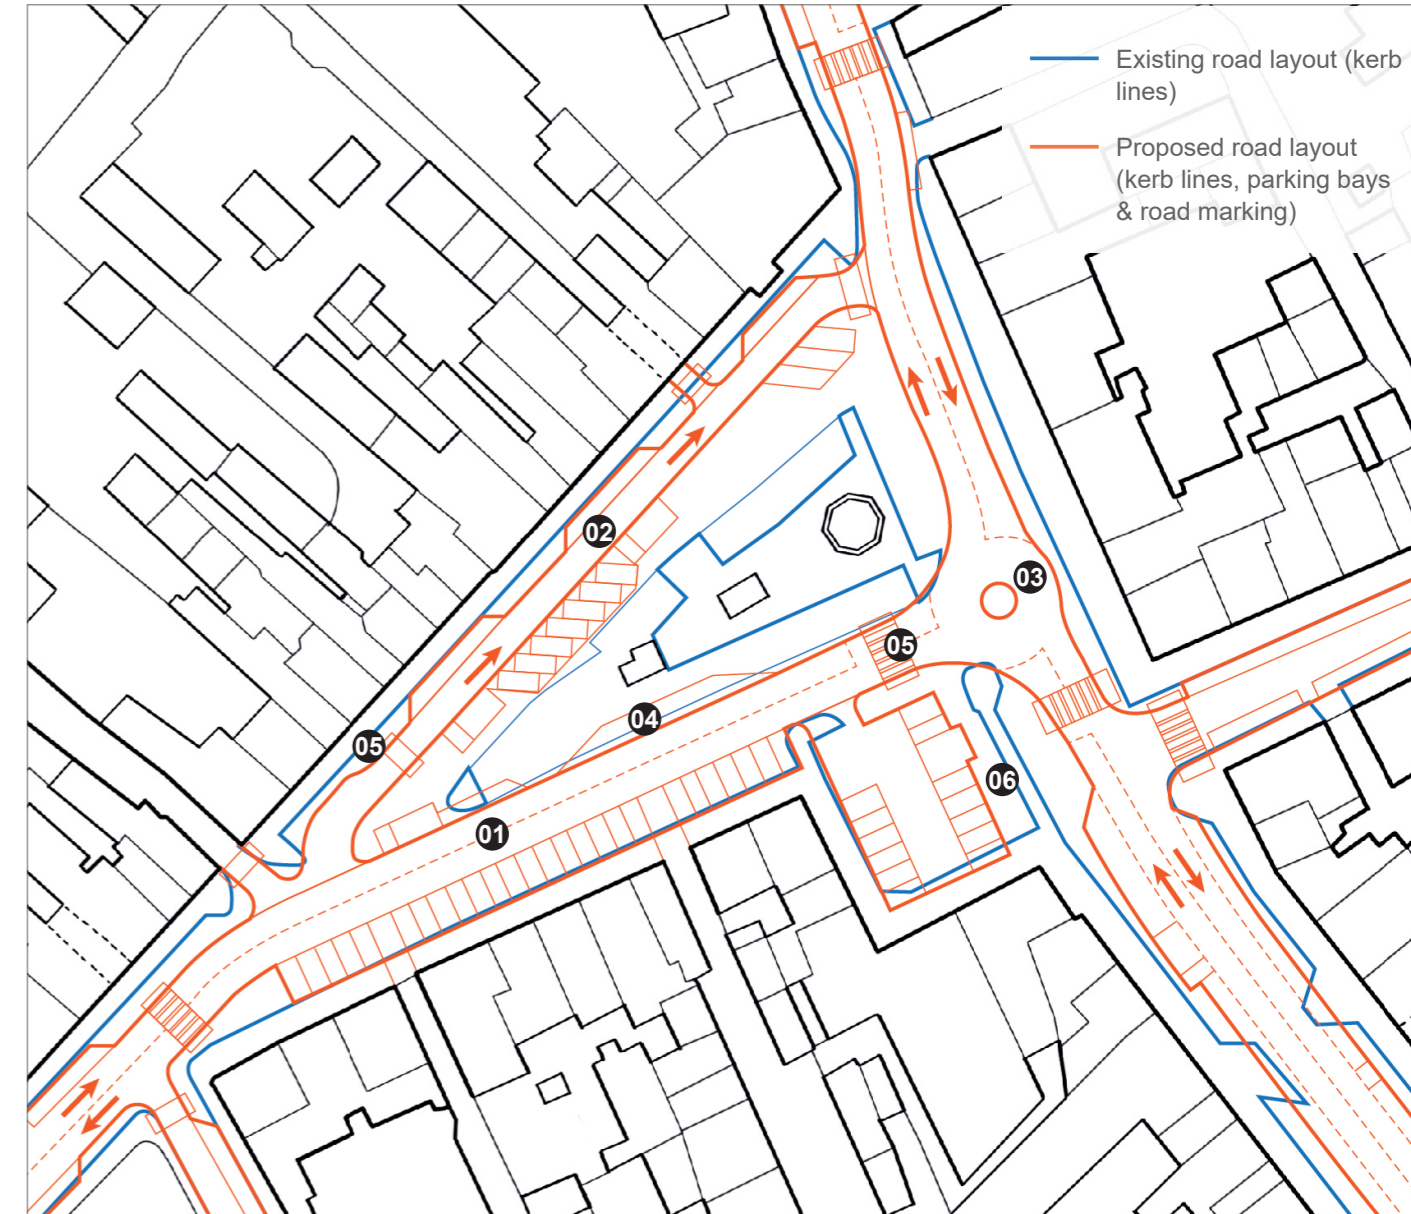 Existing road layout (kerb
lines)
Proposed road layout
(kerb lines, parking bays
& road marking)
02
03
05
04
05
06
01